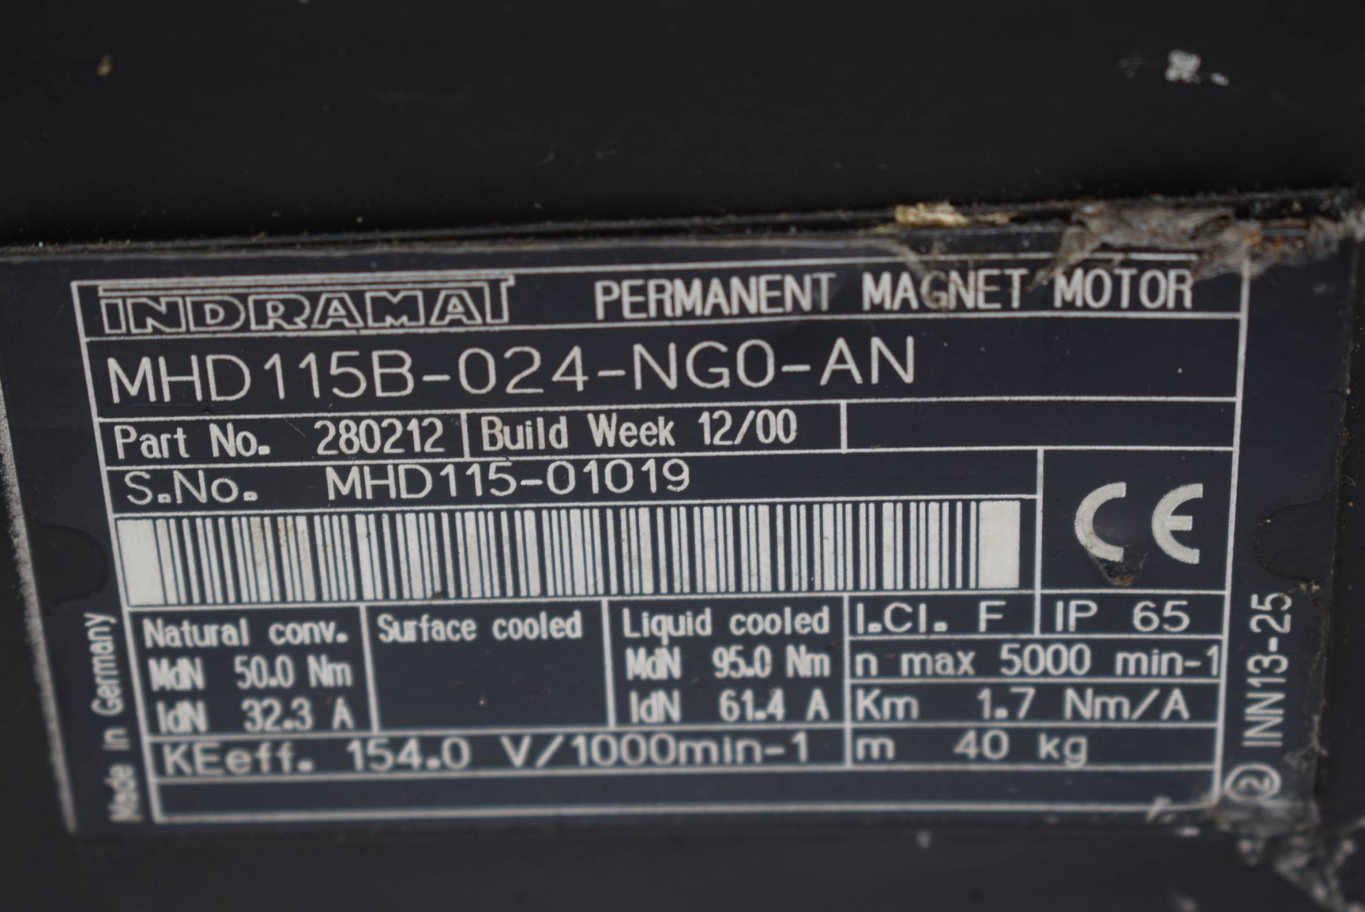 INDRAMAT PERMANENT MAGNET MOTOR
MHD115B-024-NG0-AN
Part No. 280212 Build Week 12/00
S.No. MHD115-01019
CE
Natural conv. Surface cooled Liquid cooled I.Cl. F IP 65
MdN 50.0 Nm MdN 95.0 Nm n max 5000 min-1
IdN 32.3 A IdN 61.4 A Km 1.7 Nm/A
KEeff. 154.0 V/1000min-1 m 40 kg
Made in Germany
2 INN13-25